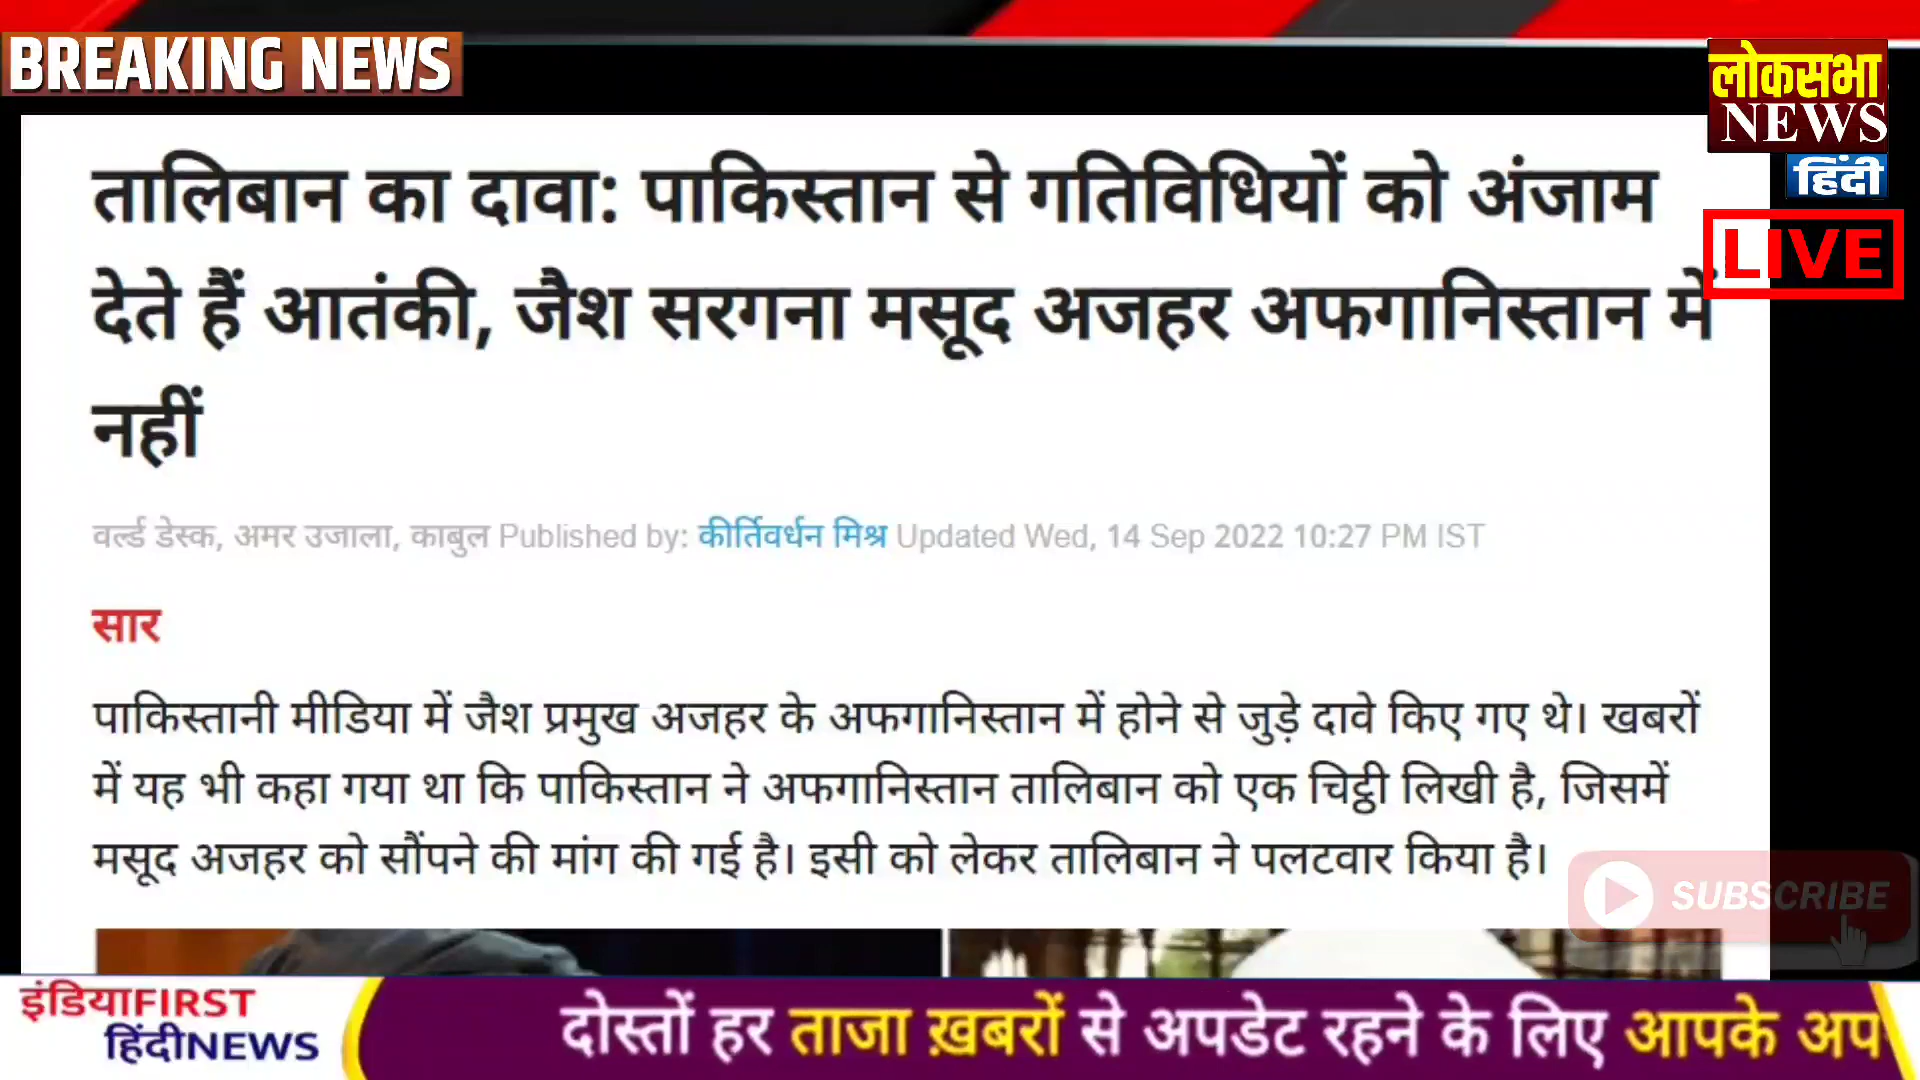 BREAKING NEWS
लोकसभा
NEWS
हिंदी
LIVE
तालिबान का दावा: पाकिस्तान से गतिविधियों को अंजाम
देते हैं आतंकी, जैश सरगना मसूद अजहर अफगानिस्तान में
नहीं
वर्ल्ड डेस्क, अमर उजाला, काबुल Published by: कीर्तिवर्धन मिश्र Updated Wed, 14 Sep 2022 10:27 PM IST
सार
पाकिस्तानी मीडिया में जैश प्रमुख अजहर के अफगानिस्तान में होने से जुड़े दावे किए गए थे। खबरों
में यह भी कहा गया था कि पाकिस्तान ने अफगानिस्तान तालिबान को एक चिट्ठी लिखी है, जिसमें
मसूद अजहर को सौंपने की मांग की गई है। इसी को लेकर तालिबान ने पलटवार किया है।
SUBSCRIBE
इंडियाFIRST
हिंदीNEWS
दोस्तों हर ताजा ख़बरों से अपडेट रहने के लिए आपके अप